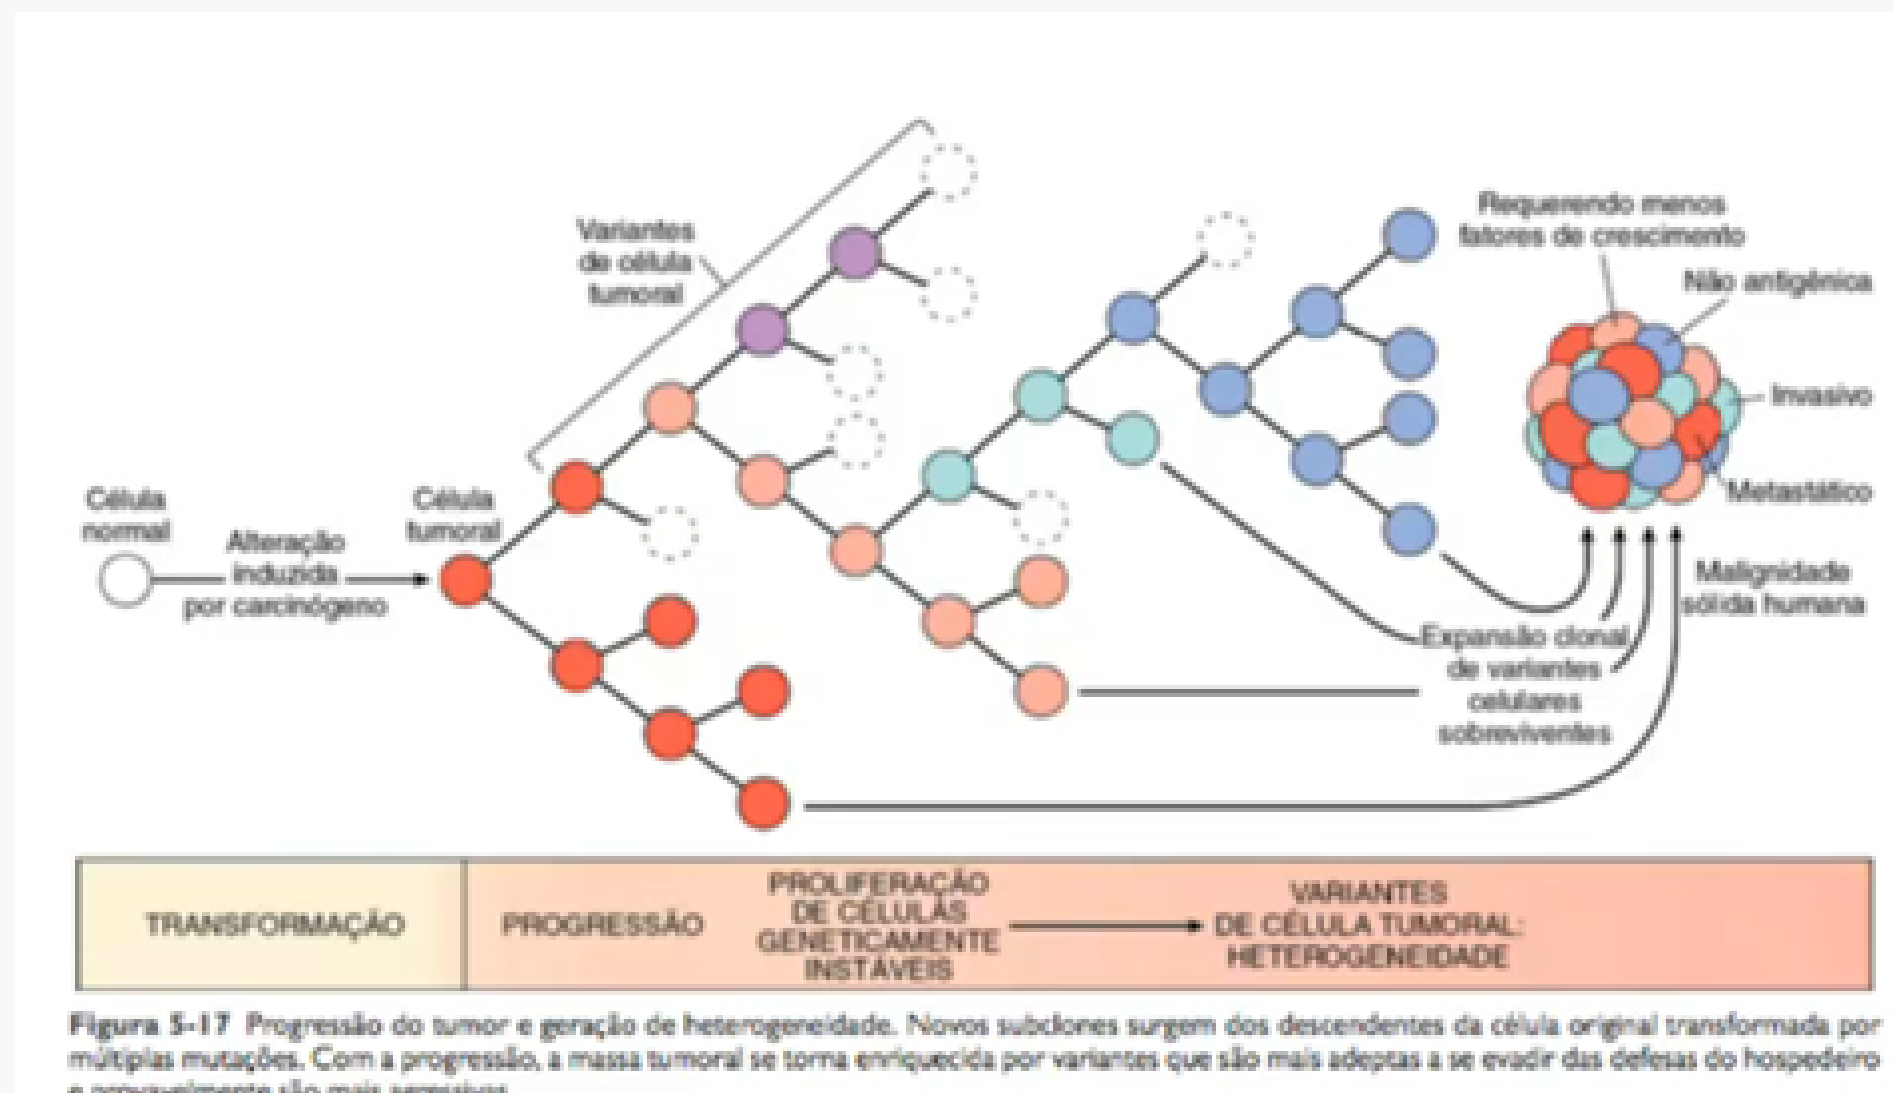 Variantes
de célula
tumoral
Requerendo menos
fatores de crescimento
Não antigênica
Invasivo
Metastático
Célula
normal
Alteração
induzida
por carcinógeno
Célula
tumoral
Malignidade
sólida humana
Expansão clonal
de variantes
celulares
sobreviventes
TRANSFORMAÇÃO
PROGRESSÃO
PROLIFERAÇÃO
DE CÉLULAS
GENETICAMENTE
INSTÁVEIS
VARIANTES
DE CÉLULA TUMORAL:
HETEROGENEIDADE
Figura 5-17 Progressão do tumor e geração de heterogeneidade. Novos subclones surgem dos descendentes da célula original transformada por
múltiplas mutações. Com a progressão, a massa tumoral se torna enriquecida por variantes que são mais adeptas a se evadir das defesas do hospedeiro
e provavelmente são mais agressivas.